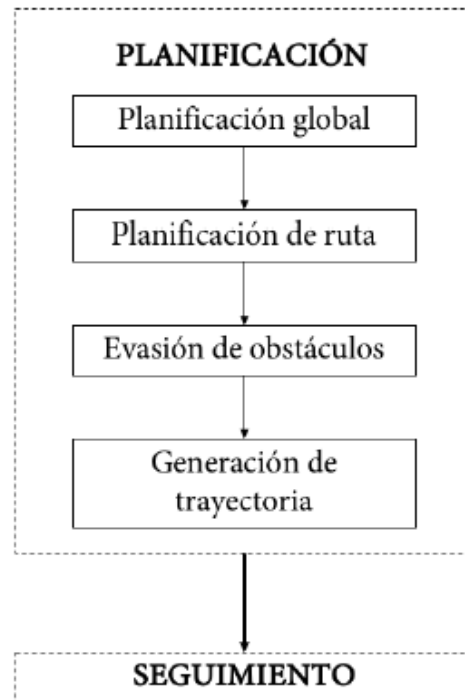 PLANIFICACIÓN
Planificación global
Planificación de ruta
Evasión de obstáculos
Generación de
trayectoria
SEGUIMIENTO